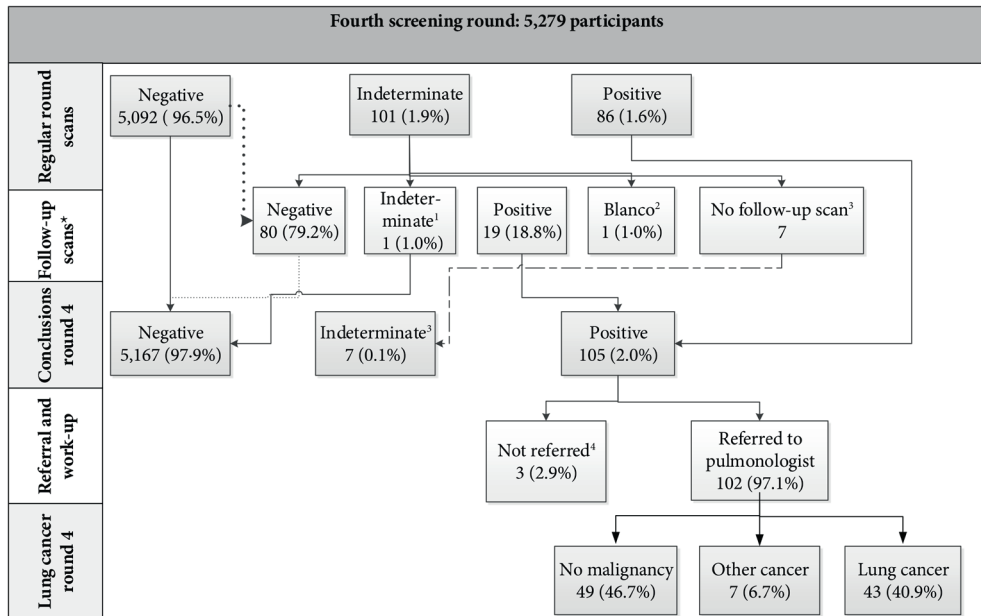 Fourth screening round: 5,279 participants
Regular round
scans
Negative
5,092 ( 96.5%)
Indeterminate
101 (1.9%)
Positive
86 (1.6%)
Follow-up
scans*
Negative
80 (79.2%)
Indeter-
minate¹
1 (1.0%)
Positive
19 (18.8%)
Blanco²
1 (1·0%)
No follow-up scan³
7
Conclusions
round 4
Negative
5,167 (97·9%)
Indeterminate³
7 (0.1%)
Positive
105 (2.0%)
Referral and
work-up
Not referred⁴
3 (2.9%)
Referred to
pulmonologist
102 (97.1%)
Lung cancer
round 4
No malignancy
49 (46.7%)
Other cancer
7 (6.7%)
Lung cancer
43 (40.9%)